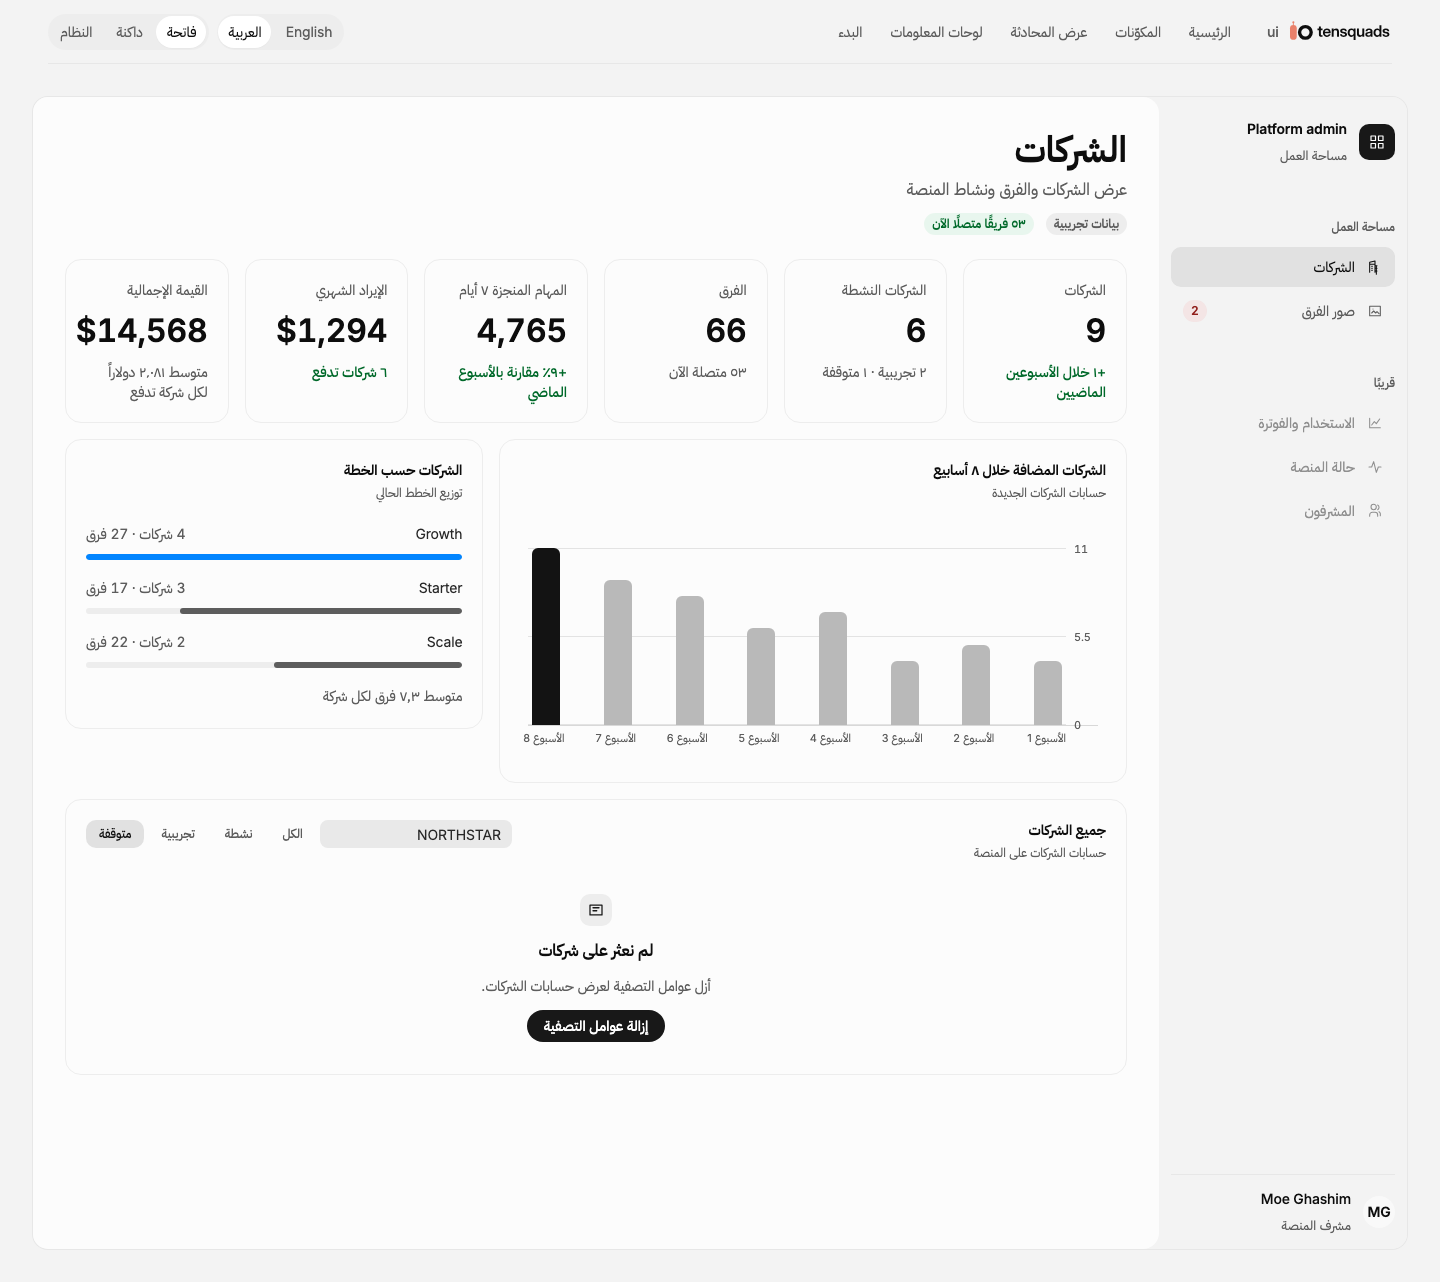 tensquads ui
الرئيسية
المكوّنات
عرض المحادثة
لوحات المعلومات
البدء
English
العربية
فاتحة
داكنة
النظام
Platform admin
مساحة العمل
مساحة العمل
الشركات
صور الفرق
2
قريبًا
الاستخدام والفوترة
حالة المنصة
المشرفون
MG
Moe Ghashim
مشرف المنصة
الشركات
عرض الشركات والفرق ونشاط المنصة
بيانات تجريبية
٥٣ فريقًا متصلًا الآن
الشركات
9
+١ خلال الأسبوعين
الماضيين
الشركات النشطة
6
٢ تجريبية · ١ متوقفة
الفرق
66
٥٣ متصلة الآن
المهام المنجزة ٧ أيام
4,765
+٩٪ مقارنة بالأسبوع
الماضي
الإيراد الشهري
$1,294
٦ شركات تدفع
القيمة الإجمالية
$14,568
متوسط ٢,٠٨١ دولاراً
لكل شركة تدفع
الشركات المضافة خلال ٨ أسابيع
حسابات الشركات الجديدة
11
5.5
0
الأسبوع 1
الأسبوع 2
الأسبوع 3
الأسبوع 4
الأسبوع 5
الأسبوع 6
الأسبوع 7
الأسبوع 8
الشركات حسب الخطة
توزيع الخطط الحالي
Growth
4 شركات · 27 فرق
Starter
3 شركات · 17 فرق
Scale
2 شركات · 22 فرق
متوسط ٧,٣ فرق لكل شركة
جميع الشركات
حسابات الشركات على المنصة
NORTHSTAR
الكل
نشطة
تجريبية
متوقفة
لم نعثر على شركات
أزل عوامل التصفية لعرض حسابات الشركات.
إزالة عوامل التصفية